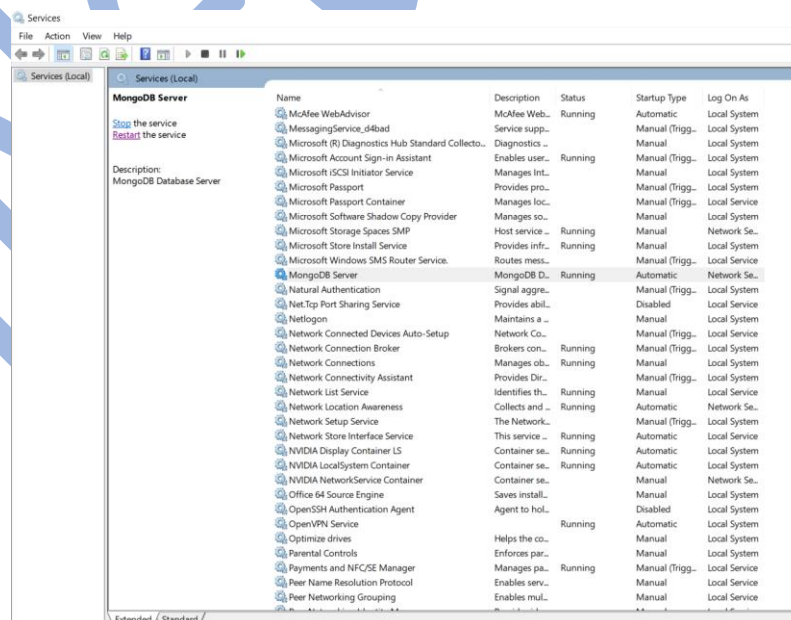 Services
File Action View Help
Services (Local)
Services (Local)
MongoDB Server
Stop the service
Restart the service
Description:
MongoDB Database Server
Name Description Status Startup Type Log On As
McAfee WebAdvisor McAfee Web... Running Automatic Local System
MessagingService_d4bad Service supp... Manual (Trigg... Local System
Microsoft (R) Diagnostics Hub Standard Collecto... Diagnostics ... Manual Local System
Microsoft Account Sign-in Assistant Enables user... Running Manual (Trigg... Local System
Microsoft iSCSI Initiator Service Manages Int... Manual Local System
Microsoft Passport Provides pro... Manual (Trigg... Local System
Microsoft Passport Container Manages loc... Manual (Trigg... Local Service
Microsoft Software Shadow Copy Provider Manages so... Manual Local System
Microsoft Storage Spaces SMP Host service ... Running Manual Network Se...
Microsoft Store Install Service Provides infr... Running Manual Local System
Microsoft Windows SMS Router Service. Routes mess... Manual (Trigg... Local Service
MongoDB Server MongoDB D... Running Automatic Network Se...
Natural Authentication Signal aggre... Manual (Trigg... Local System
Net.Tcp Port Sharing Service Provides abil... Disabled Local Service
Netlogon Maintains a ... Manual Local System
Network Connected Devices Auto-Setup Network Co... Manual (Trigg... Local Service
Network Connection Broker Brokers con... Running Manual (Trigg... Local System
Network Connections Manages ob... Running Manual Local System
Network Connectivity Assistant Provides Dir... Manual (Trigg... Local System
Network List Service Identifies th... Running Manual Local Service
Network Location Awareness Collects and ... Running Automatic Network Se...
Network Setup Service The Network... Manual (Trigg... Local System
Network Store Interface Service This service ... Running Automatic Local Service
NVIDIA Display Container LS Container se... Running Automatic Local System
NVIDIA LocalSystem Container Container se... Running Automatic Local System
NVIDIA NetworkService Container Container se... Manual Network Se...
Office 64 Source Engine Saves install... Manual Local System
OpenSSH Authentication Agent Agent to hol... Disabled Local System
OpenVPN Service Running Automatic Local System
Optimize drives Helps the co... Manual Local System
Parental Controls Enforces par... Manual Local System
Payments and NFC/SE Manager Manages pa... Running Manual (Trigg... Local Service
Peer Name Resolution Protocol Enables serv... Manual Local Service
Peer Networking Grouping Enables mul... Manual Local Service
Extended Standard